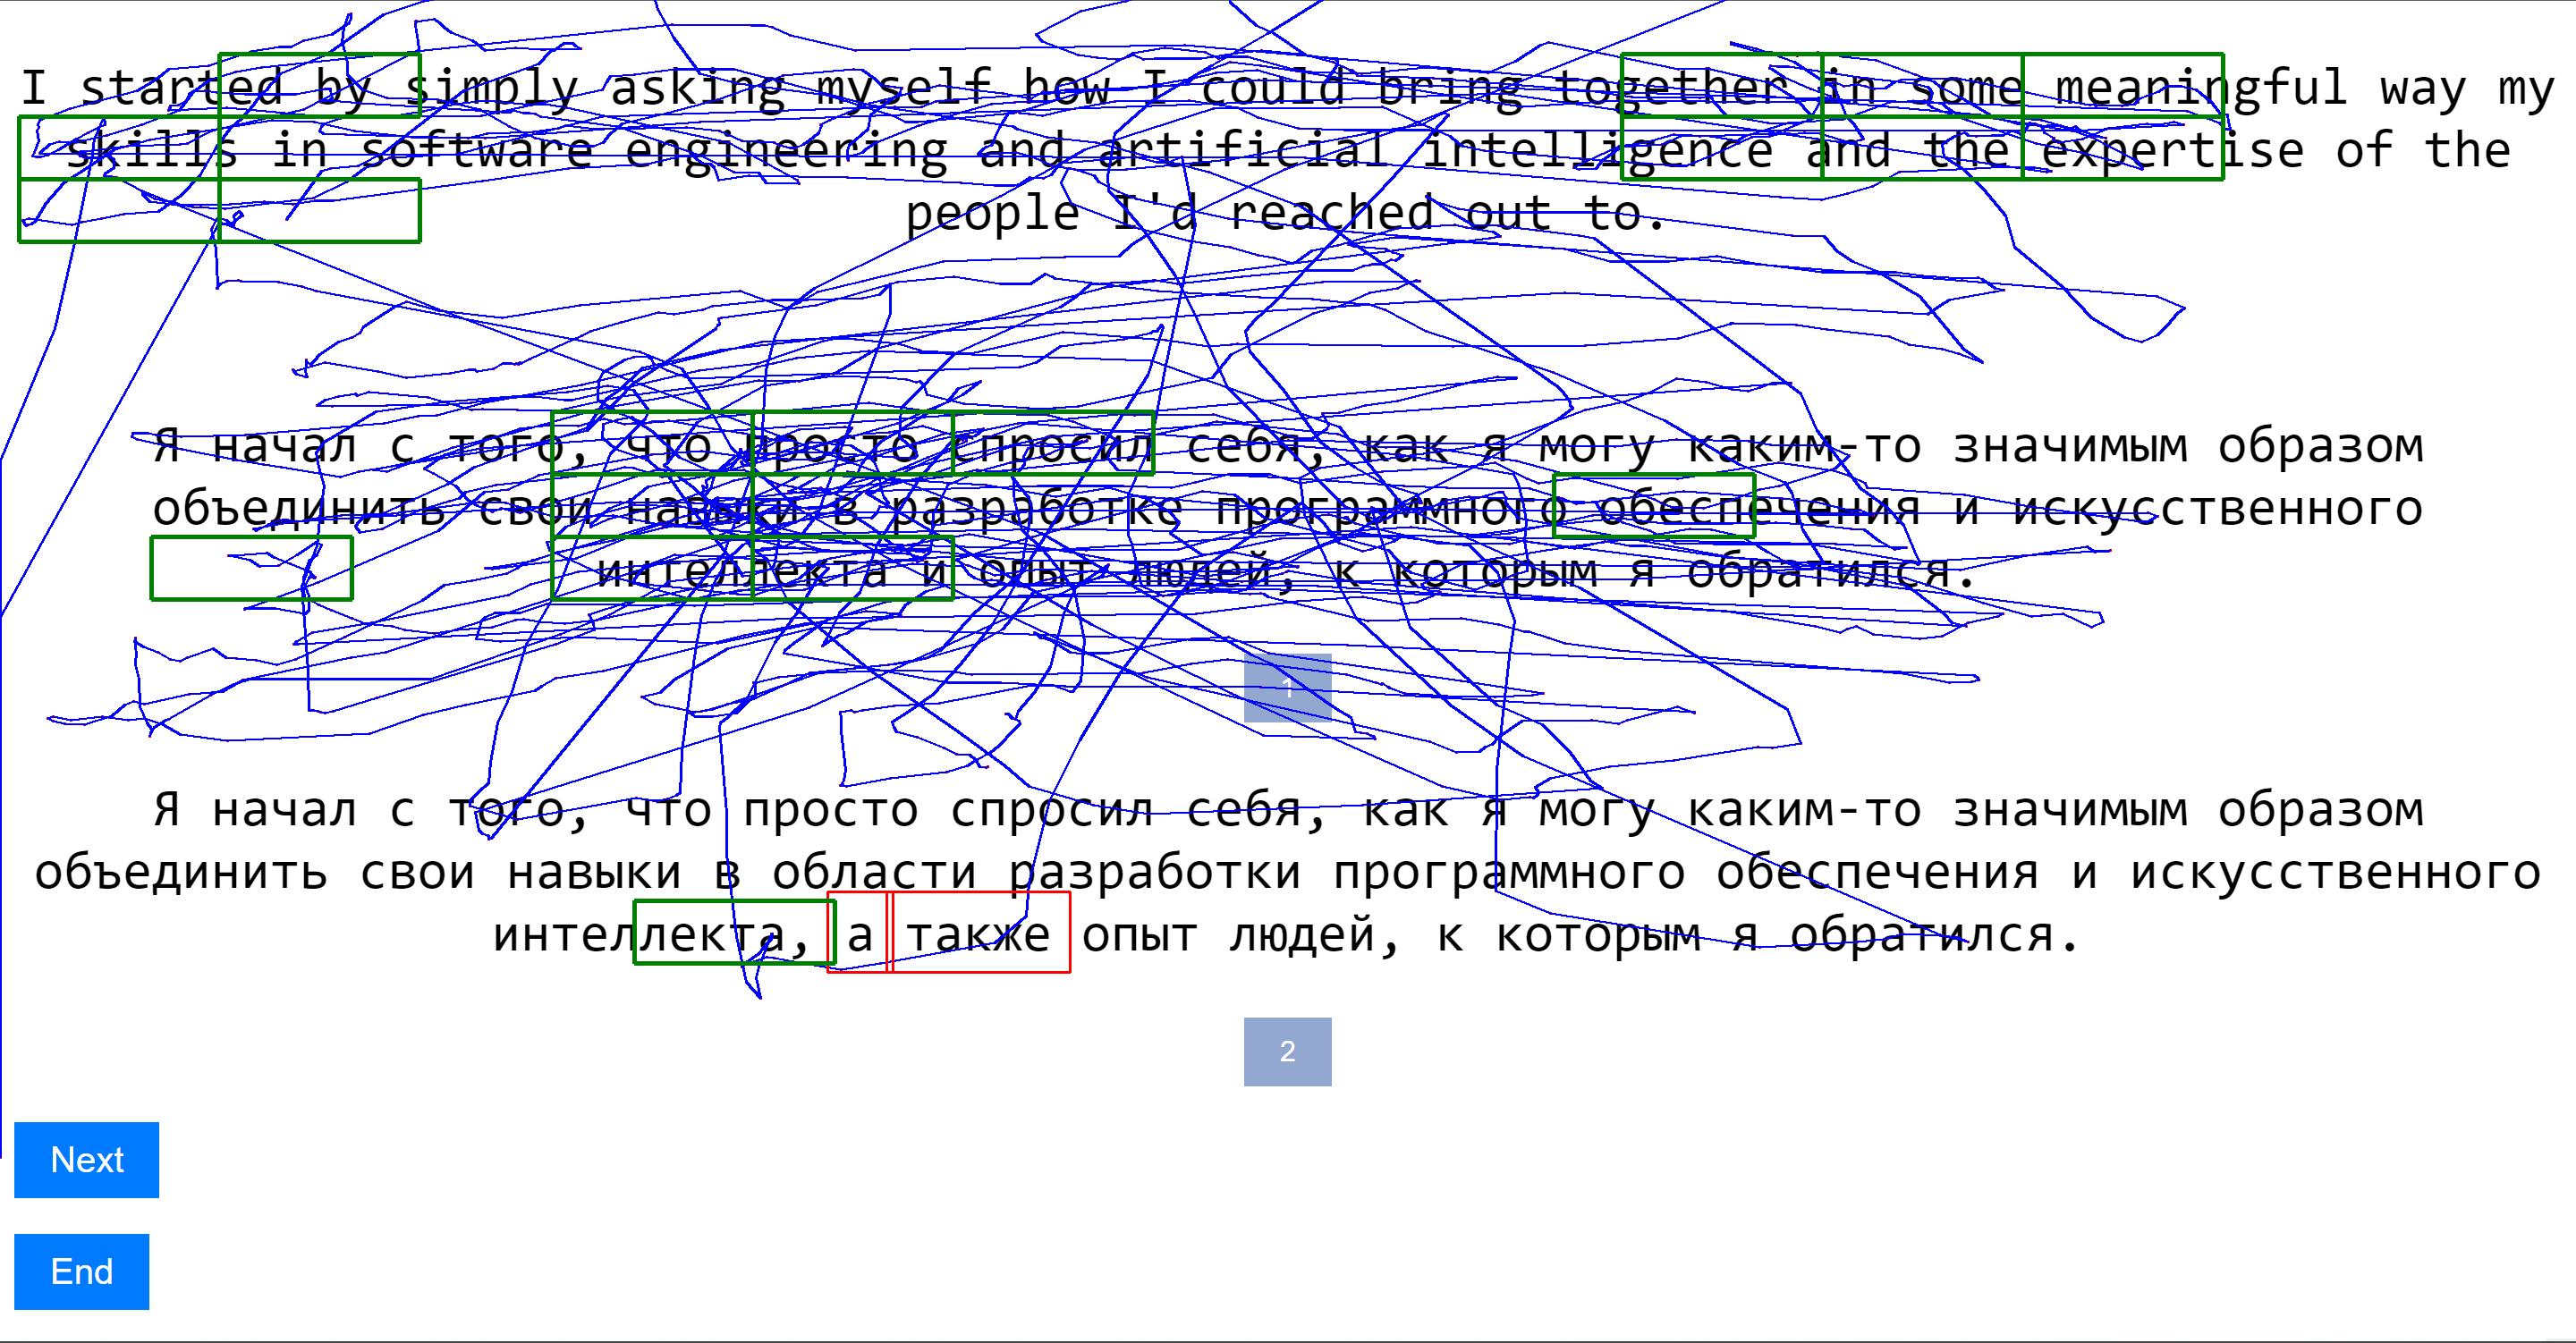 I started by simply asking myself how I could bring together in some meaningful way my
skills in software engineering and artificial intelligence and the expertise of the
people I'd reached out to.
Я начал с того, что просто спросил себя, как я могу каким-то значимым образом
объединить свои навыки в разработке программного обеспечения и искусственного
интеллекта и опыт людей, к которым я обратился.
1
Я начал с того, что просто спросил себя, как я могу каким-то значимым образом
объединить свои навыки в области разработки программного обеспечения и искусственного
интеллекта, а также опыт людей, к которым я обратился.
2
Next
End